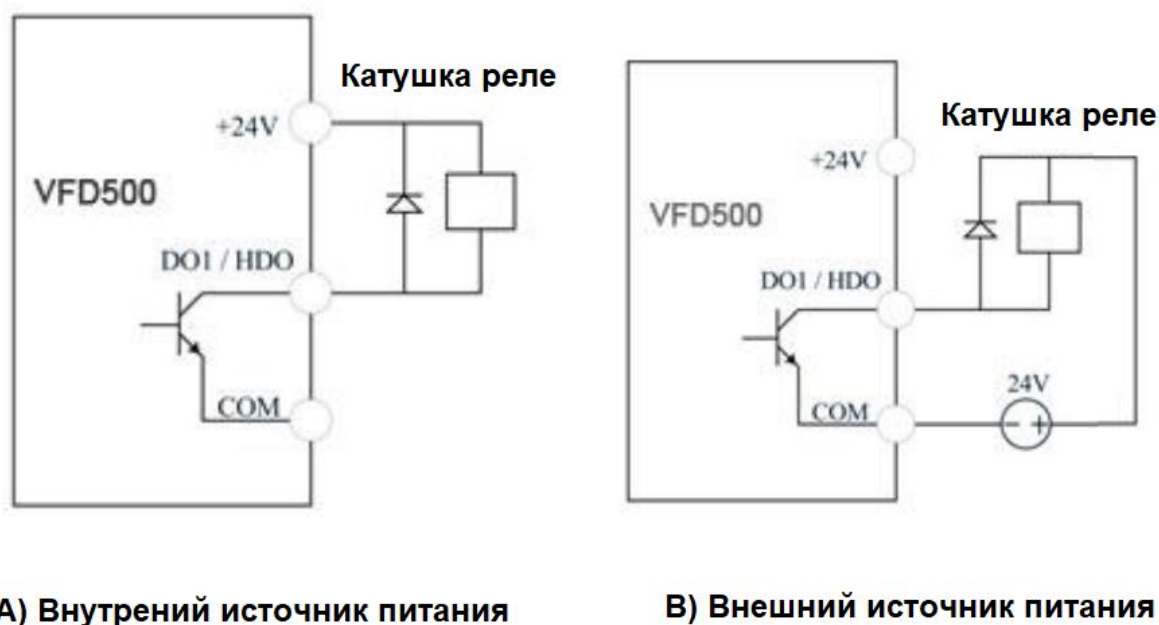 Катушка реле
+24V
VFD500
DO1 / HDO
COM
А) Внутрений источник питания
Катушка реле
+24V
VFD500
DO1 / HDO
24V
COM
- +
В) Внешний источник питания